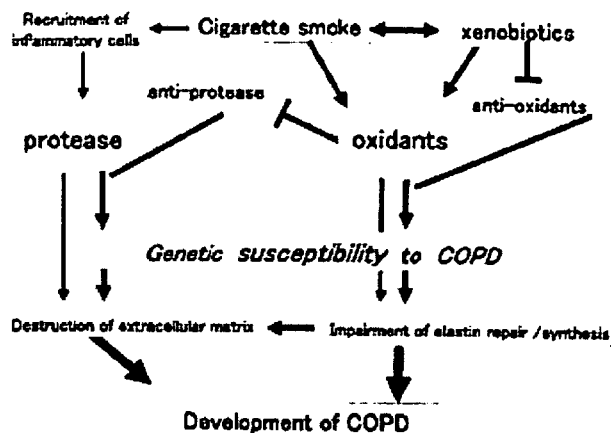 Recruitment of
inflammatory cells
Cigarette smoke
xenobiotics
anti-protease
anti-oxidants
protease
oxidants
Genetic susceptibility to COPD
Destruction of extracellular matrix
Impairment of elastin repair /synthesis
Development of COPD